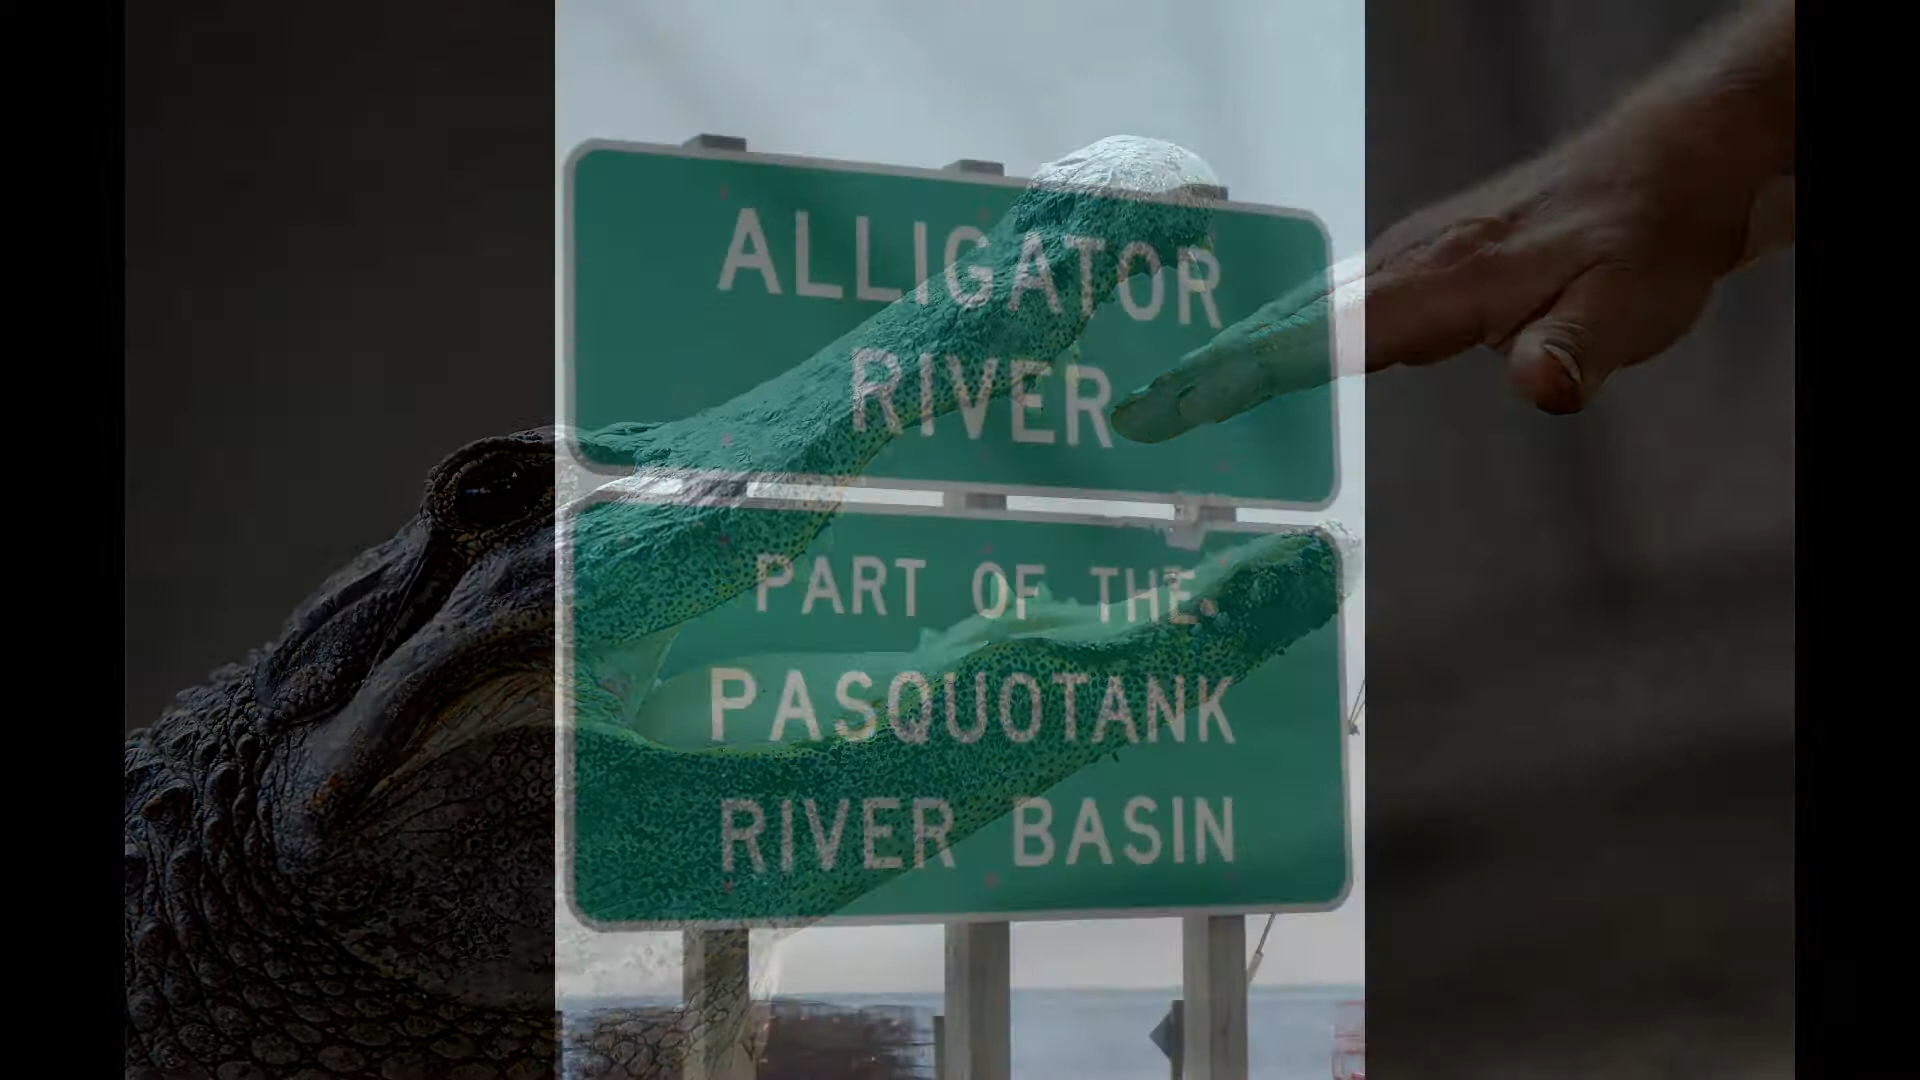 ALLIGATOR
RIVER
PART OF THE
PASQUOTANK
RIVER BASIN